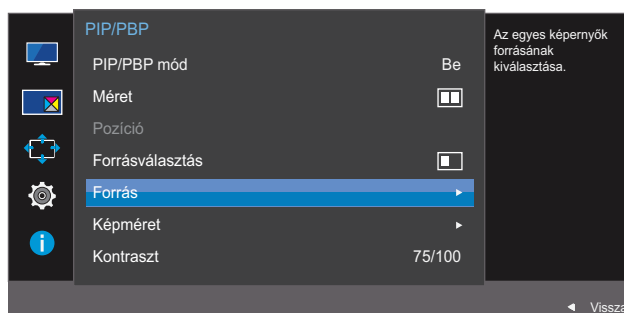 PIP/PBP
PIP/PBP mód Be
Méret
Pozíció
Forrásválasztás
Forrás
Képméret
Kontraszt 75/100
Az egyes képernyők
forrásának
kiválasztása.
Vissza